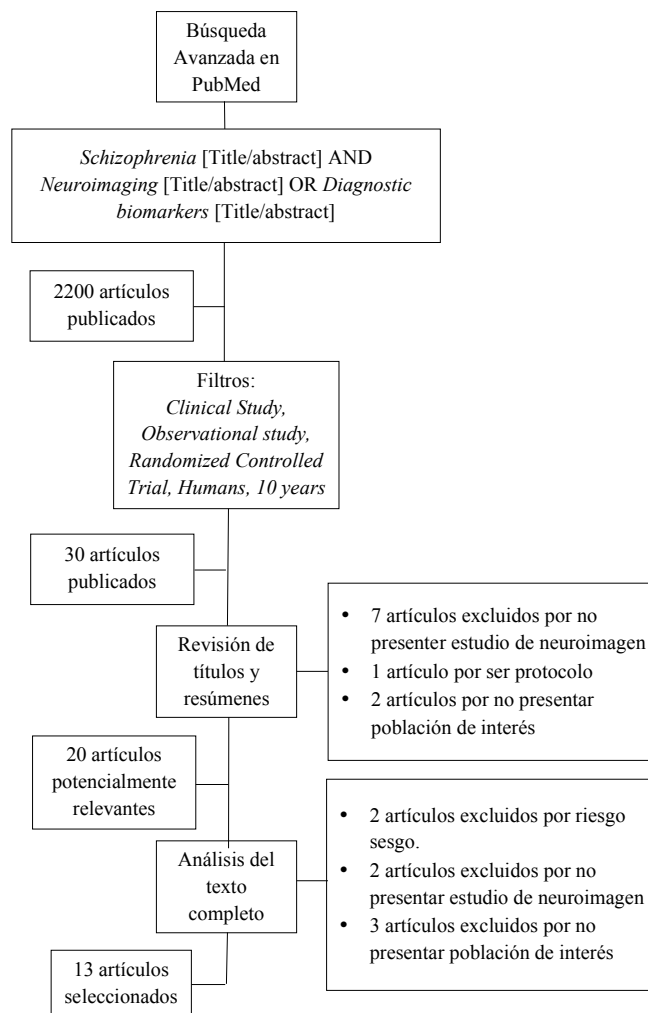 Búsqueda
Avanzada en
PubMed
Schizophrenia [Title/abstract] AND
Neuroimaging [Title/abstract] OR Diagnostic
biomarkers [Title/abstract]
2200 artículos
publicados
Filtros:
Clinical Study,
Observational study,
Randomized Controlled
Trial, Humans, 10 years
30 artículos
publicados
Revisión de
títulos y
resúmenes
• 7 artículos excluidos por no
presenter estudio de neuroimagen
• 1 artículo por ser protocolo
• 2 artículos por no presentar
población de interés
20 artículos
potencialmente
relevantes
Análisis del
texto
completo
• 2 artículos excluidos por riesgo
sesgo.
• 2 artículos excluidos por no
presentar estudio de neuroimagen
• 3 artículos excluidos por no
presentar población de interés
13 artículos
seleccionados